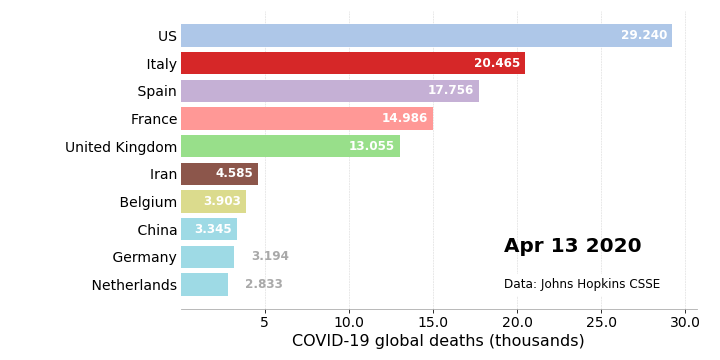 US 29.240
Italy 20.465
Spain 17.756
France 14.986
United Kingdom 13.055
Iran 4.585
Belgium 3.903
China 3.345
Germany 3.194
Netherlands 2.833
Apr 13 2020
Data: Johns Hopkins CSSE
5 10.0 15.0 20.0 25.0 30.0
COVID-19 global deaths (thousands)